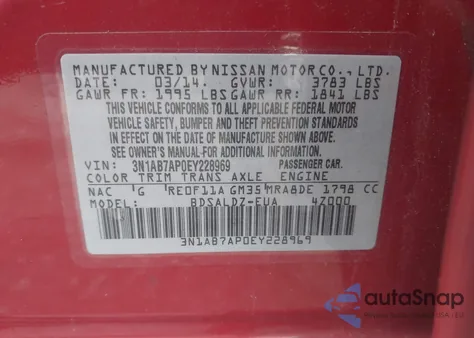 MANUFACTURED BY NISSAN MOTOR CO., LTD.
DATE: 03/14. GVWR: 3783 LBS
GAWR FR: 1995 LBS GAWR RR: 1841 LBS
THIS VEHICLE CONFORMS TO ALL APPLICABLE FEDERAL MOTOR
VEHICLE SAFETY, BUMPER AND THEFT PREVENTION STANDARDS
IN EFFECT ON THE DATE OF MANUFACTURE SHOWN ABOVE.
SEE OWNER'S MANUAL AND SUPPLEMENT FOR MORE INFORMATION.
VIN: 3N1AB7AP0EY228969 PASSENGER CAR.
COLOR TRIM TRANS AXLE ENGINE
NAC G RE0F11A GM35 MRA8DE 1798 CC
MODEL: BDSALDZ-EUA 4Z000
3N1AB7AP0EY228969
autoSnap